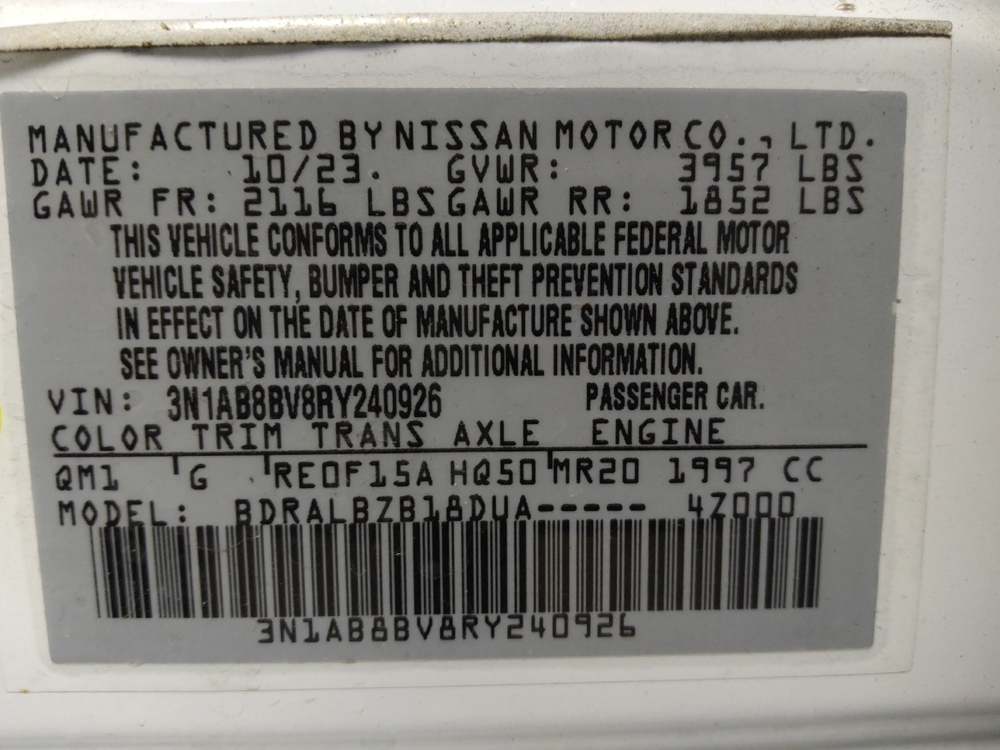 MANUFACTURED BY NISSAN MOTOR CO., LTD.
DATE: 10/23. GVWR: 3957 LBS
GAWR FR: 2116 LBS GAWR RR: 1852 LBS
THIS VEHICLE CONFORMS TO ALL APPLICABLE FEDERAL MOTOR
VEHICLE SAFETY, BUMPER AND THEFT PREVENTION STANDARDS
IN EFFECT ON THE DATE OF MANUFACTURE SHOWN ABOVE.
SEE OWNER'S MANUAL FOR ADDITIONAL INFORMATION.
VIN: 3N1AB8BV8RY240926 PASSENGER CAR.
COLOR TRIM TRANS AXLE ENGINE
QM1 G RE0F15A HQ50 MR20 1997 CC
MODEL: BDRALBZB18DUA----- 4Z000
3N1AB8BV8RY240926